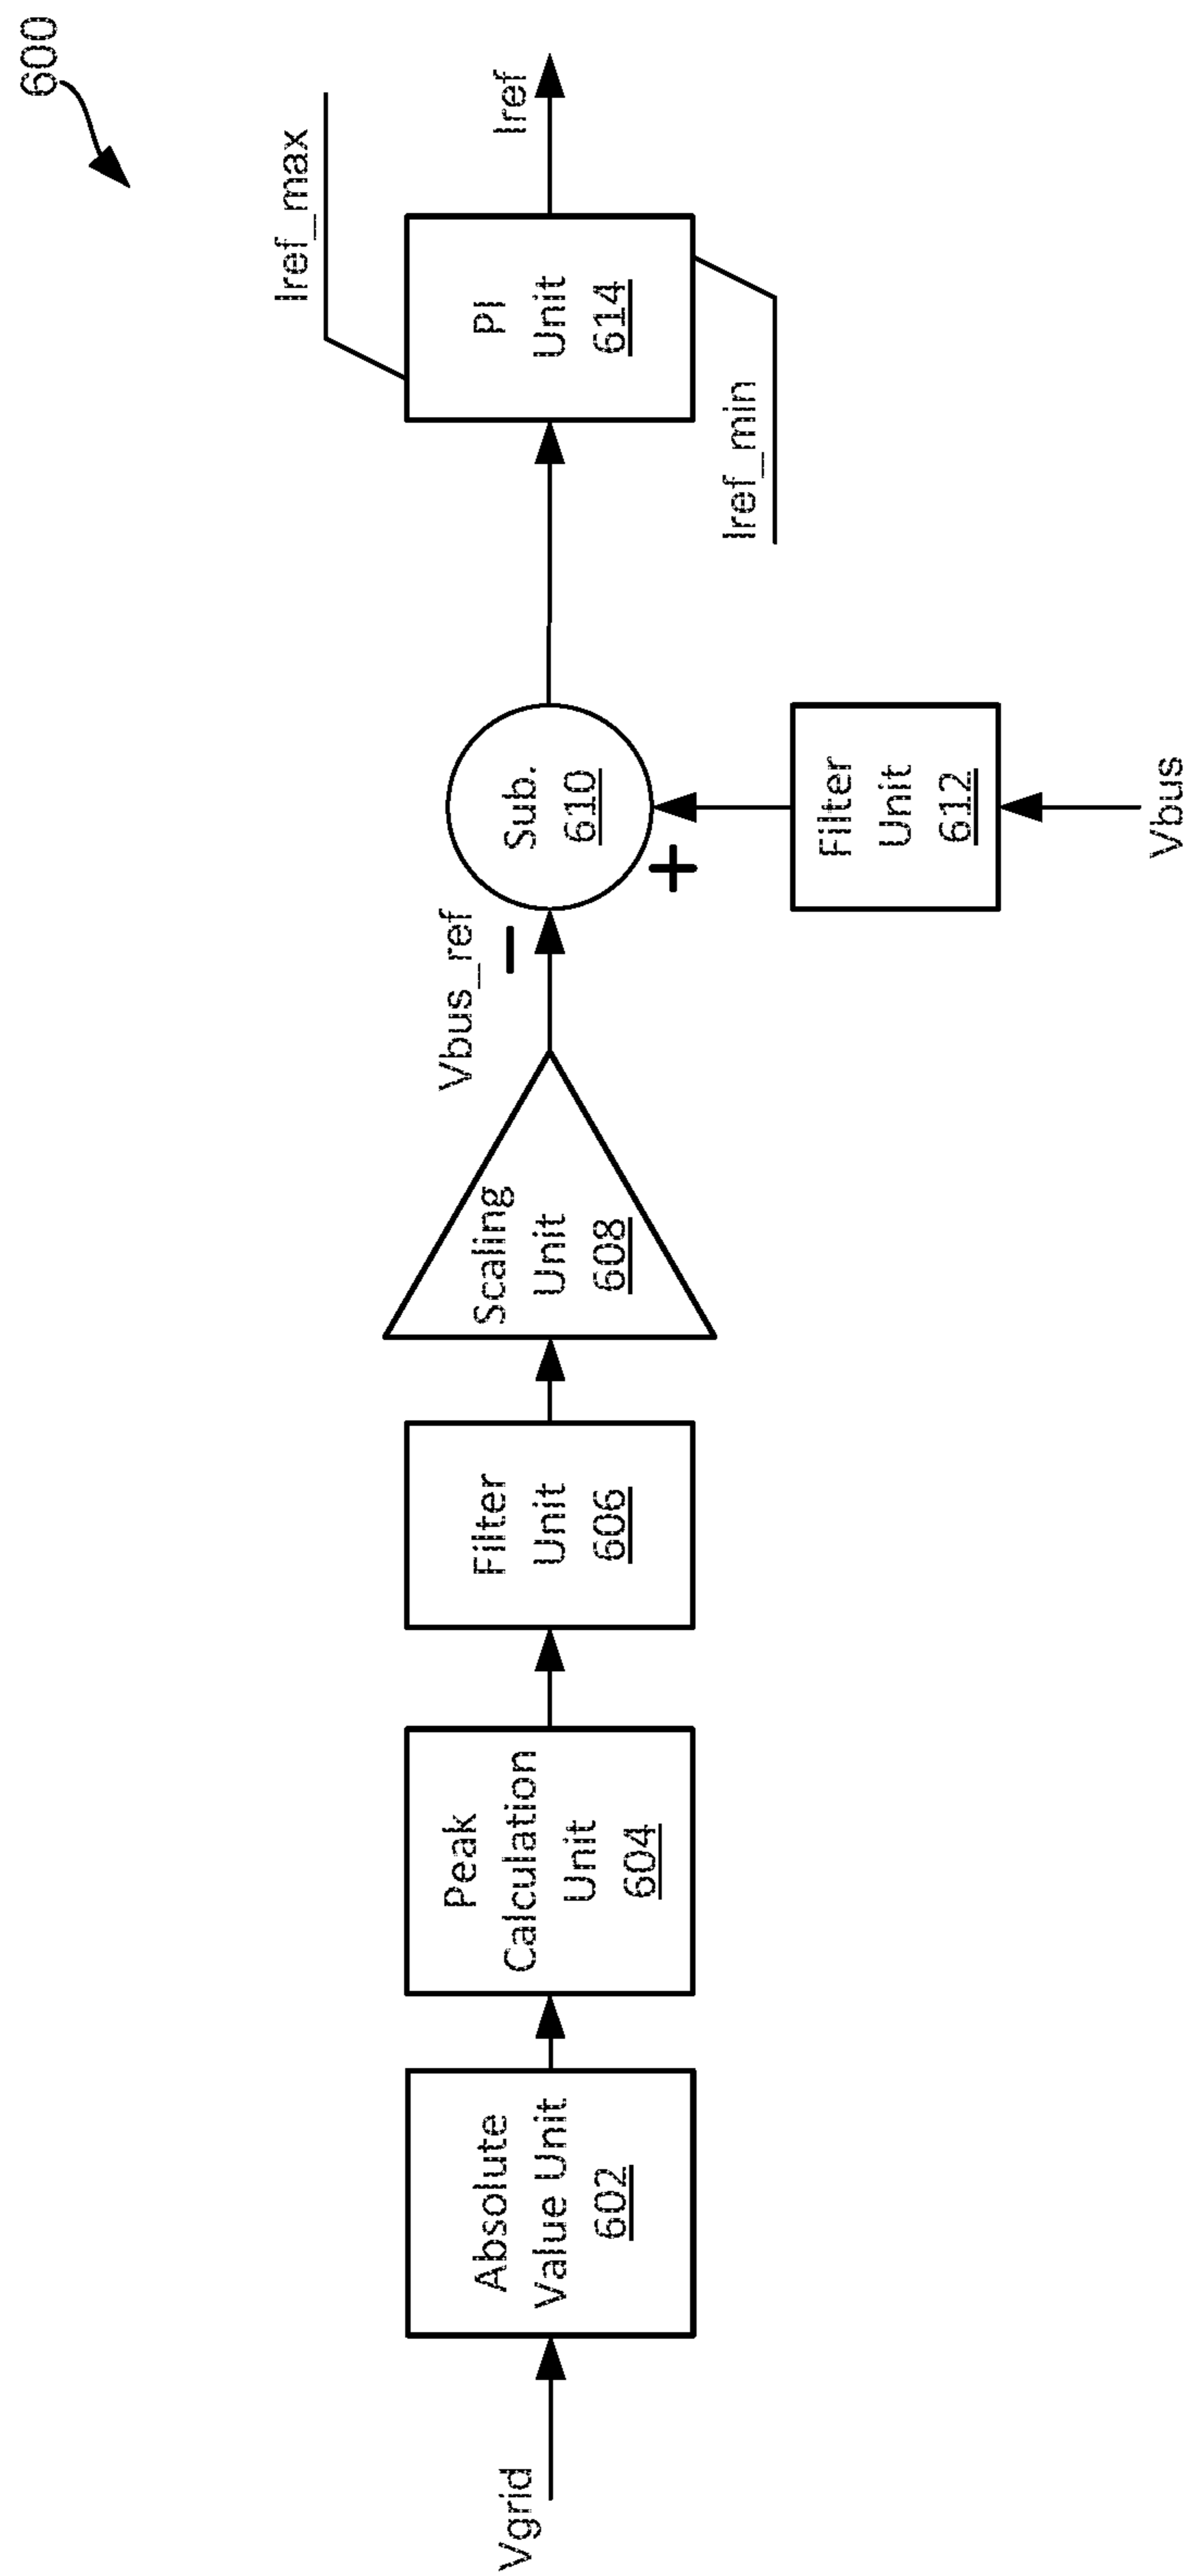 600
Vgrid
Absolute
Value Unit
602
Peak
Calculation
Unit
604
Filter
Unit
606
Scaling
Unit
608
Vbus_ref
−
Sub.
610
+
Filter
Unit
612
Vbus
PI
Unit
614
Iref_max
Iref_min
Iref